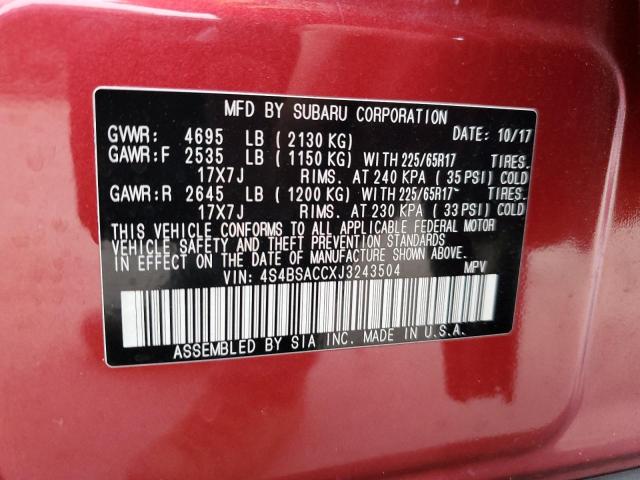 MFD BY SUBARU CORPORATION
GVWR: 4695 LB ( 2130 KG) DATE: 10/17
GAWR:F 2535 LB ( 1150 KG) WITH 225/65R17 TIRES.
17X7J RIMS. AT 240 KPA ( 35 PSI) COLD
GAWR:R 2645 LB ( 1200 KG) WITH 225/65R17 TIRES.
17X7J RIMS. AT 230 KPA ( 33 PSI) COLD
THIS VEHICLE CONFORMS TO ALL APPLICABLE FEDERAL MOTOR
VEHICLE SAFETY AND THEFT PREVENTION STANDARDS
IN EFFECT ON THE DATE OF MANUFACTURE SHOWN ABOVE.
VIN: 4S4BSACCXJ3243504 MPV
ASSEMBLED BY SIA INC. MADE IN U.S.A.